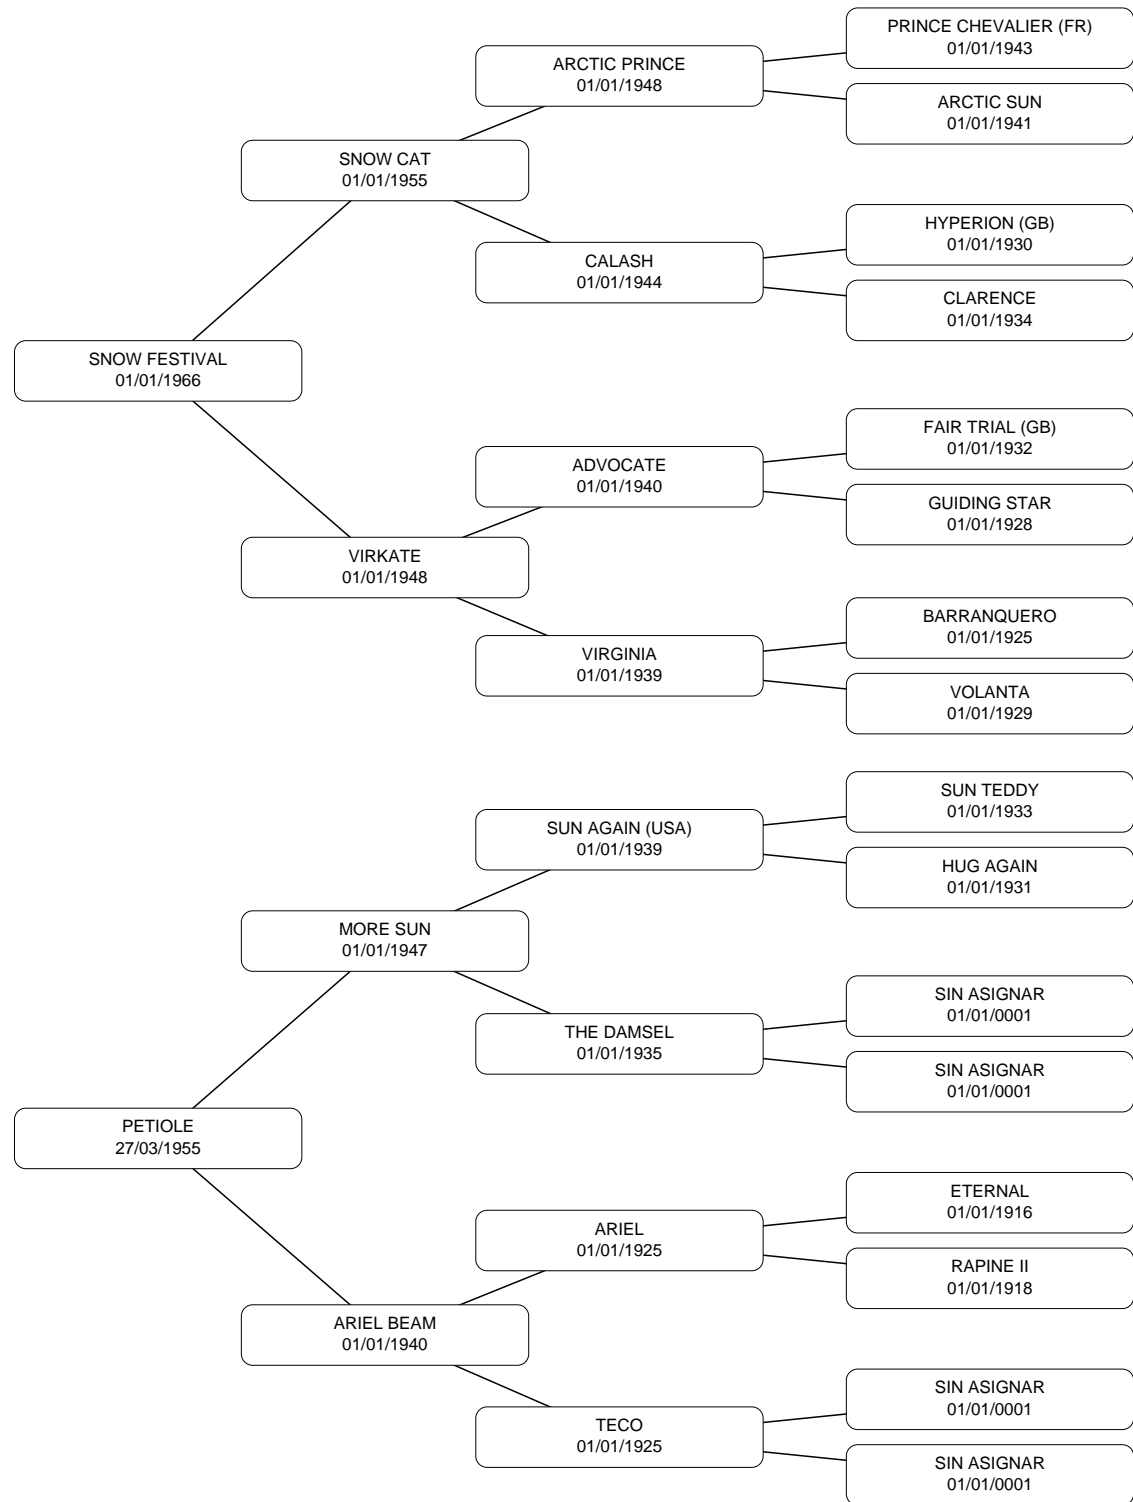 PRINCE CHEVALIER (FR)
01/01/1943
ARCTIC PRINCE
01/01/1948
ARCTIC SUN
01/01/1941
SNOW CAT
01/01/1955
HYPERION (GB)
01/01/1930
CALASH
01/01/1944
CLARENCE
01/01/1934
SNOW FESTIVAL
01/01/1966
FAIR TRIAL (GB)
01/01/1932
ADVOCATE
01/01/1940
GUIDING STAR
01/01/1928
VIRKATE
01/01/1948
BARRANQUERO
01/01/1925
VIRGINIA
01/01/1939
VOLANTA
01/01/1929
SUN TEDDY
01/01/1933
SUN AGAIN (USA)
01/01/1939
HUG AGAIN
01/01/1931
MORE SUN
01/01/1947
SIN ASIGNAR
01/01/0001
THE DAMSEL
01/01/1935
SIN ASIGNAR
01/01/0001
PETIOLE
27/03/1955
ETERNAL
01/01/1916
ARIEL
01/01/1925
RAPINE II
01/01/1918
ARIEL BEAM
01/01/1940
SIN ASIGNAR
01/01/0001
TECO
01/01/1925
SIN ASIGNAR
01/01/0001